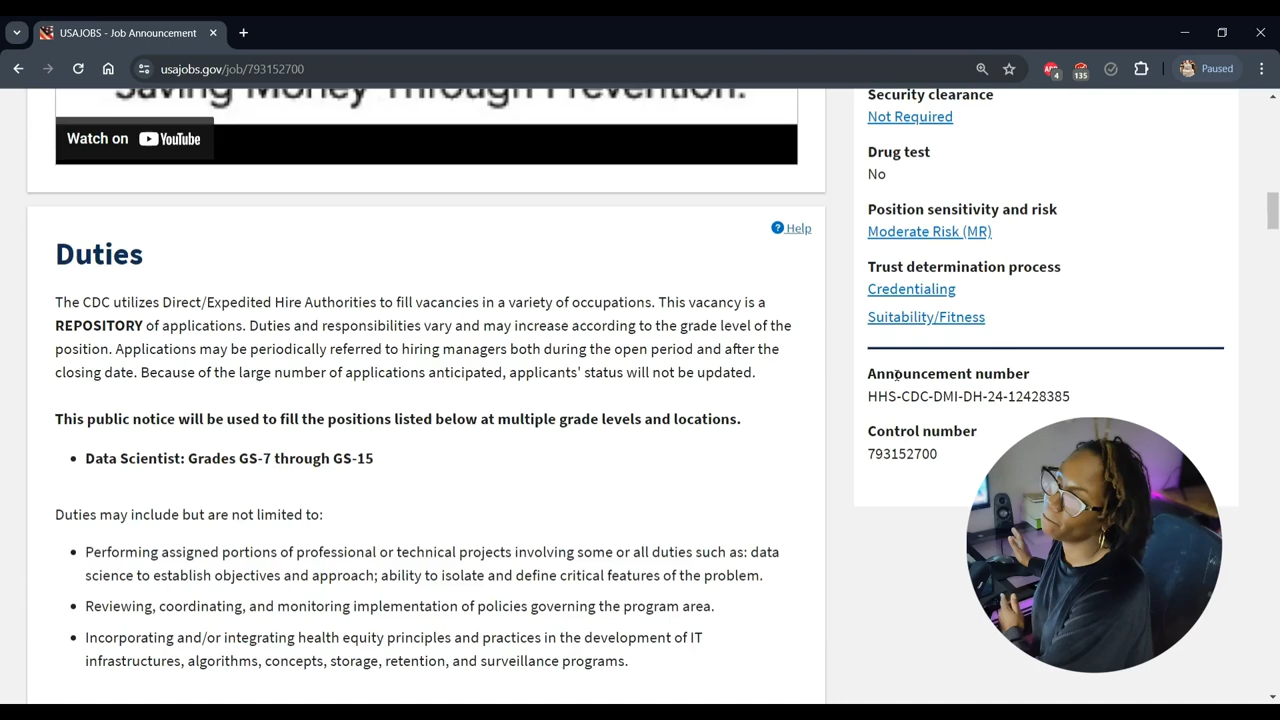 USAJOBS - Job Announcement
usajobs.gov/job/793152700
4
135
Paused
Saving Money Through Prevention.
Watch on YouTube
Help
Duties
The CDC utilizes Direct/Expedited Hire Authorities to fill vacancies in a variety of occupations. This vacancy is a
REPOSITORY of applications. Duties and responsibilities vary and may increase according to the grade level of the
position. Applications may be periodically referred to hiring managers both during the open period and after the
closing date. Because of the large number of applications anticipated, applicants' status will not be updated.
This public notice will be used to fill the positions listed below at multiple grade levels and locations.
• Data Scientist: Grades GS-7 through GS-15
Duties may include but are not limited to:
• Performing assigned portions of professional or technical projects involving some or all duties such as: data
science to establish objectives and approach; ability to isolate and define critical features of the problem.
• Reviewing, coordinating, and monitoring implementation of policies governing the program area.
• Incorporating and/or integrating health equity principles and practices in the development of IT
infrastructures, algorithms, concepts, storage, retention, and surveillance programs.
Security clearance
Not Required
Drug test
No
Position sensitivity and risk
Moderate Risk (MR)
Trust determination process
Credentialing
Suitability/Fitness
Announcement number
HHS-CDC-DMI-DH-24-12428385
Control number
793152700